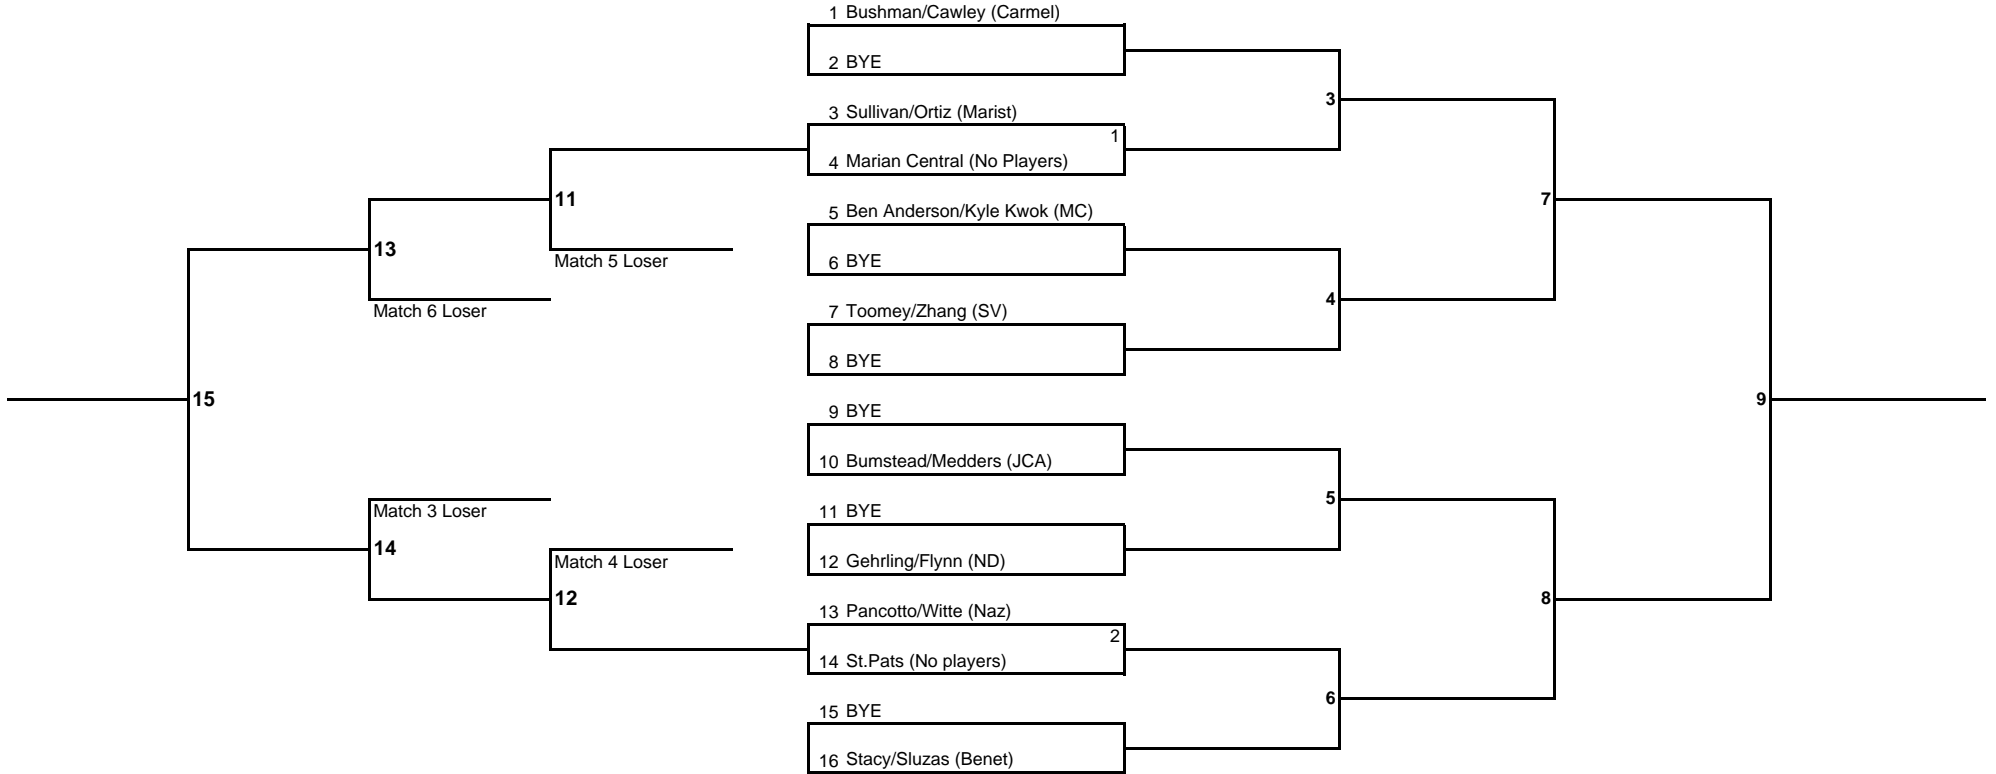 1 Bushman/Cawley (Carmel)
2 BYE
3
3 Sullivan/Ortiz (Marist)
1
4 Marian Central (No Players)
11
5 Ben Anderson/Kyle Kwok (MC)
7
13
Match 5 Loser
6 BYE
Match 6 Loser
7 Toomey/Zhang (SV)
4
8 BYE
15
9 BYE
9
10 Bumstead/Medders (JCA)
5
Match 3 Loser
11 BYE
14
Match 4 Loser
12 Gehrling/Flynn (ND)
12
13 Pancotto/Witte (Naz)
8
2
14 St.Pats (No players)
6
15 BYE
16 Stacy/Sluzas (Benet)